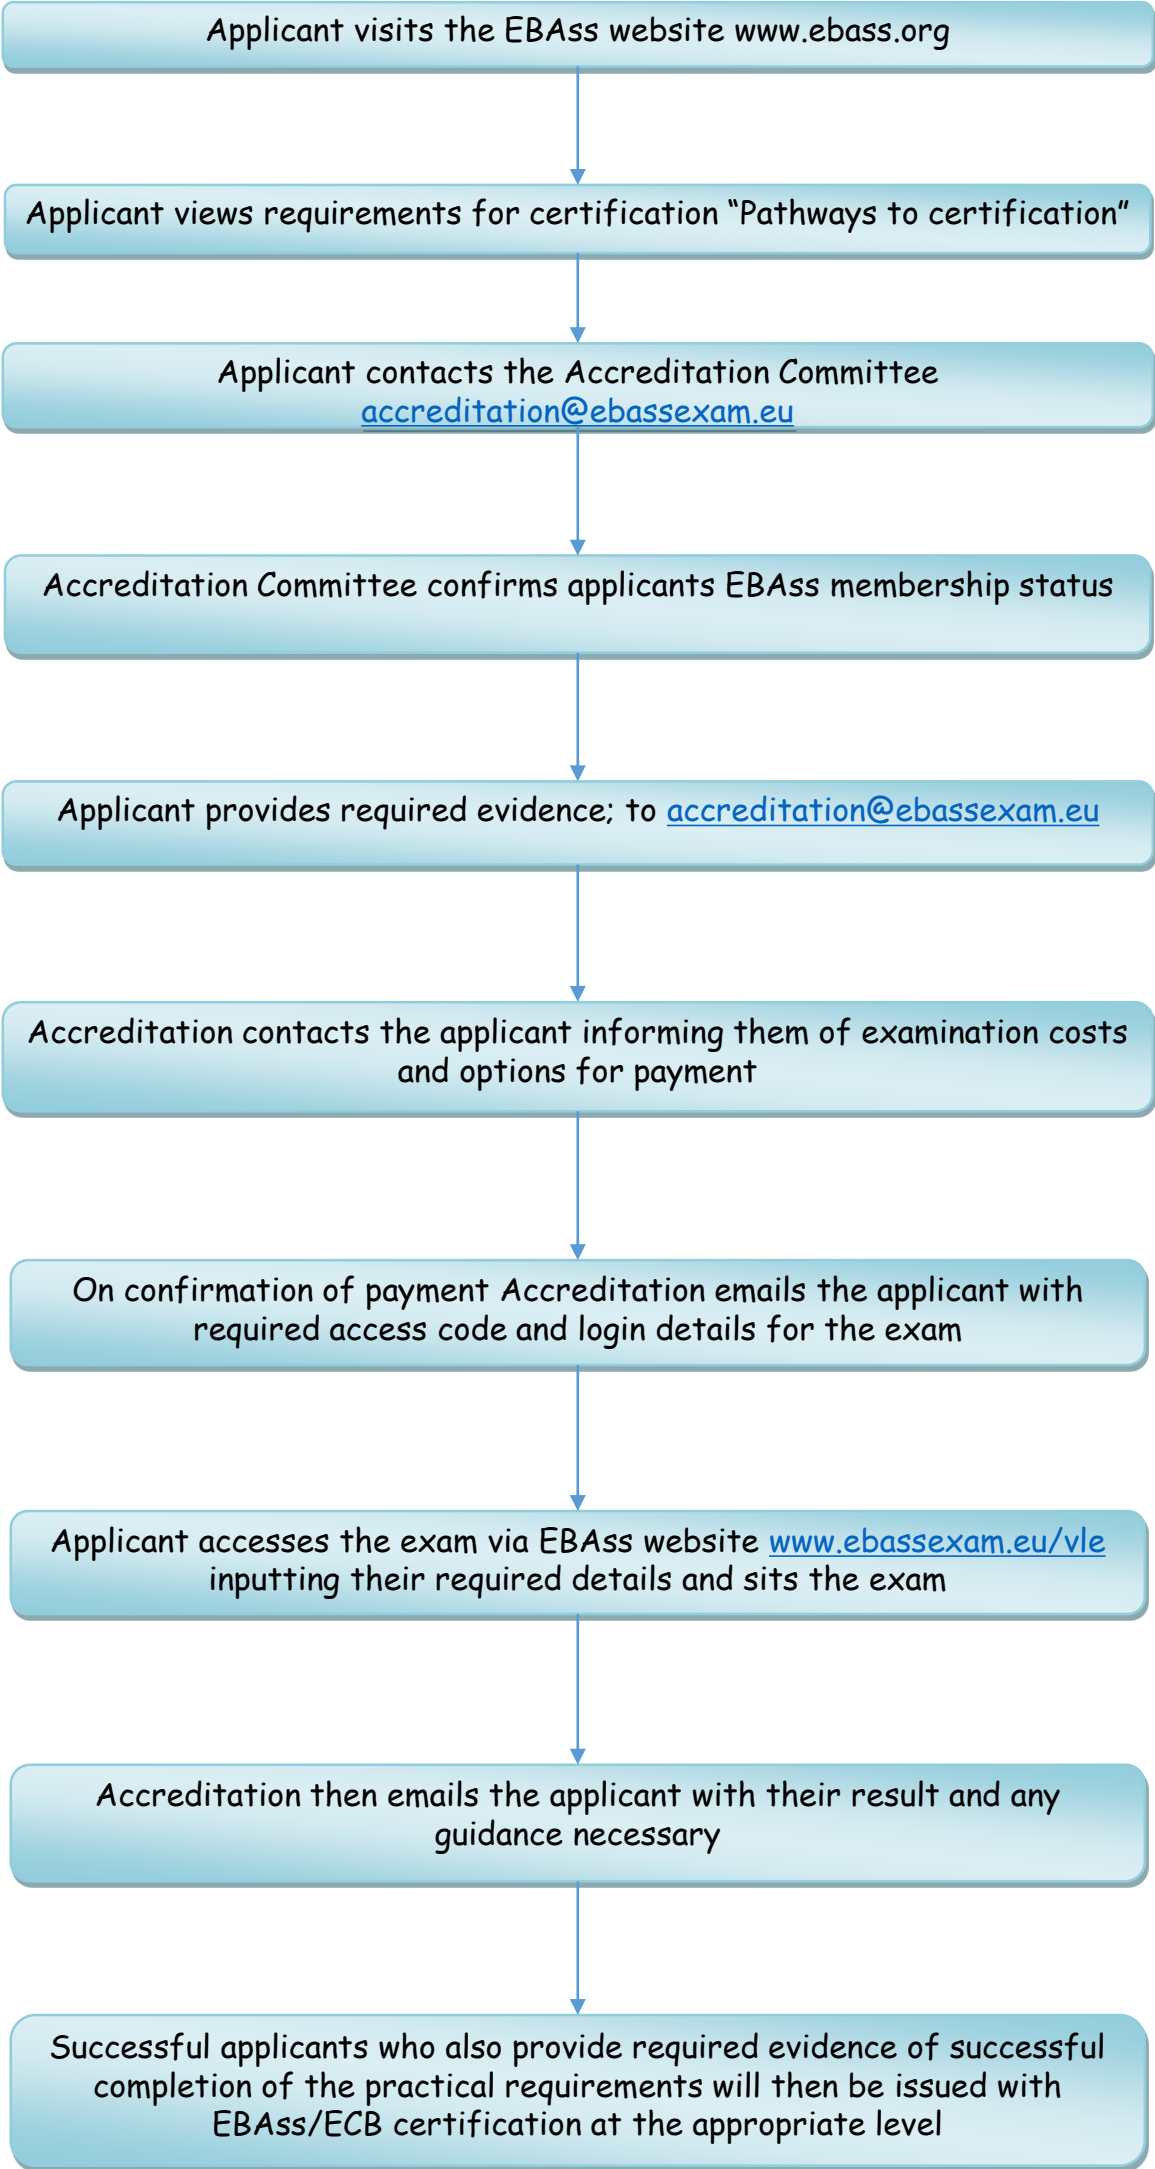 Applicant visits the EBAss website www.ebass.org
Applicant views requirements for certification “Pathways to certification”
Applicant contacts the Accreditation Committee
accreditation@ebassexam.eu
Accreditation Committee confirms applicants EBAss membership status
Applicant provides required evidence; to accreditation@ebassexam.eu
Accreditation contacts the applicant informing them of examination costs
and options for payment
On confirmation of payment Accreditation emails the applicant with
required access code and login details for the exam
Applicant accesses the exam via EBAss website www.ebassexam.eu/vle
inputting their required details and sits the exam
Accreditation then emails the applicant with their result and any
guidance necessary
Successful applicants who also provide required evidence of successful
completion of the practical requirements will then be issued with
EBAss/ECB certification at the appropriate level